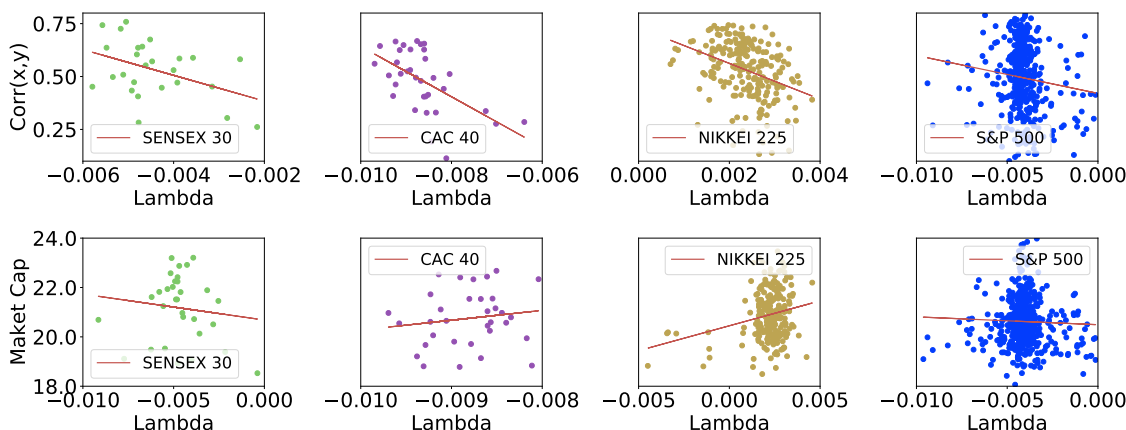 Corr(x,y)
0.75
0.50
0.25
SENSEX 30
−0.006
−0.002
Lambda
CAC 40
−0.010
−0.006
Lambda
NIKKEI 225
0.000
0.002
0.004
Lambda
S&P 500
−0.010
−0.005
0.000
Lambda
Maket Cap
24.0
22.0
20.0
18.0
SENSEX 30
−0.010
−0.005
0.000
Lambda
CAC 40
−0.010
−0.009
−0.008
Lambda
NIKKEI 225
−0.005
0.000
0.005
Lambda
S&P 500
−0.010
−0.005
0.000
Lambda
−0.004
−0.008